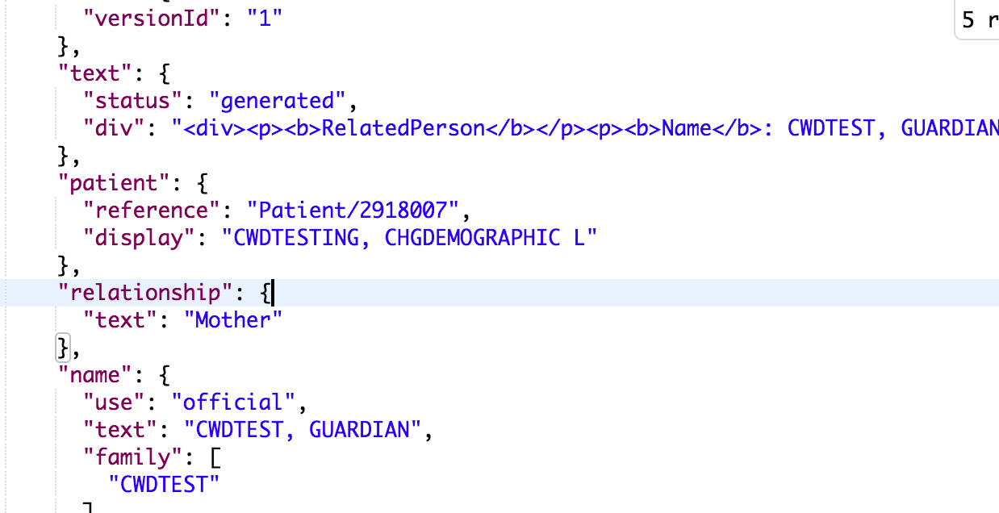 "versionId": "1"
5 r
},
"text": {
"status": "generated",
"div": "<div><p><b>RelatedPerson</b></p><p><b>Name</b>: CWDTEST, GUARDIAN
},
"patient": {
"reference": "Patient/2918007",
"display": "CWDTESTING, CHGDEMOGRAPHIC L"
},
"relationship": {
"text": "Mother"
},
"name": {
"use": "official",
"text": "CWDTEST, GUARDIAN",
"family": [
"CWDTEST"
]